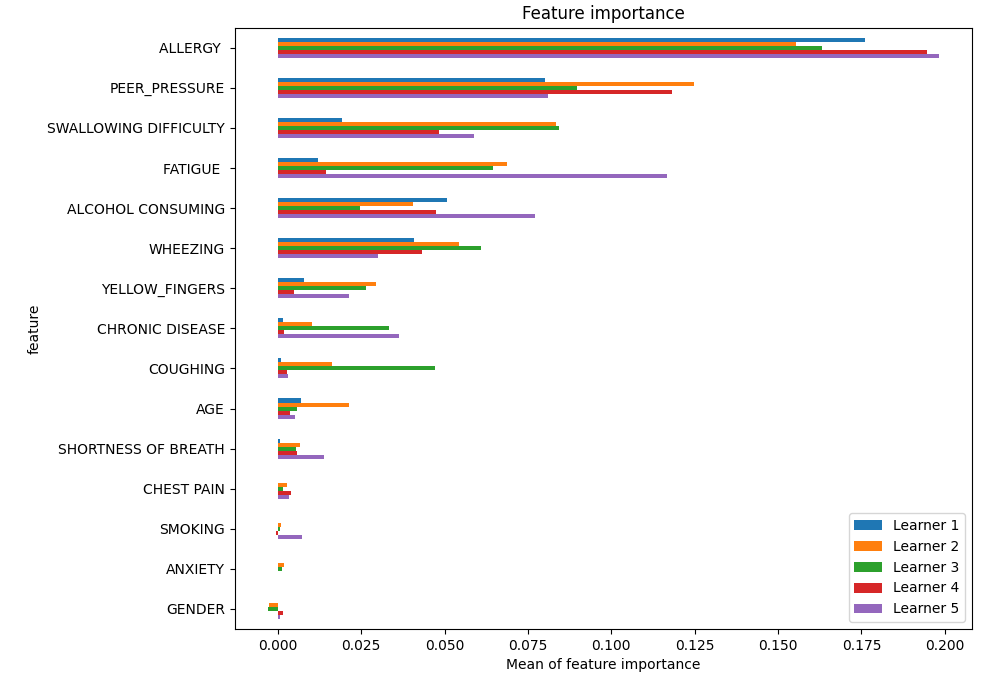 Feature importance
ALLERGY
PEER_PRESSURE
SWALLOWING DIFFICULTY
FATIGUE
ALCOHOL CONSUMING
WHEEZING
YELLOW_FINGERS
CHRONIC DISEASE
COUGHING
AGE
SHORTNESS OF BREATH
CHEST PAIN
SMOKING
ANXIETY
GENDER
feature
Learner 1
Learner 2
Learner 3
Learner 4
Learner 5
0.000 0.025 0.050 0.075 0.100 0.125 0.150 0.175 0.200
Mean of feature importance